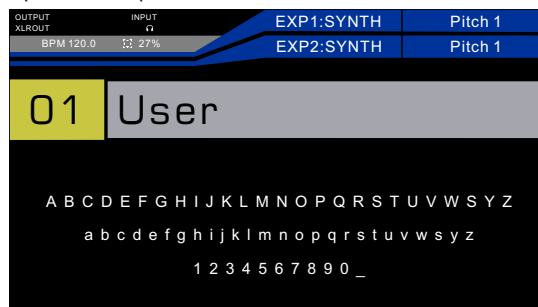 OUTPUT INPUT EXP1:SYNTH Pitch 1
XLROUT
BPM 120.0 27% EXP2:SYNTH Pitch 1
01 User
A B C D E F G H I J K L M N O P Q R S T U V W S Y Z
a b c d e f g h i j k l m n o p q r s t u v w s y z
1 2 3 4 5 6 7 8 9 0 _